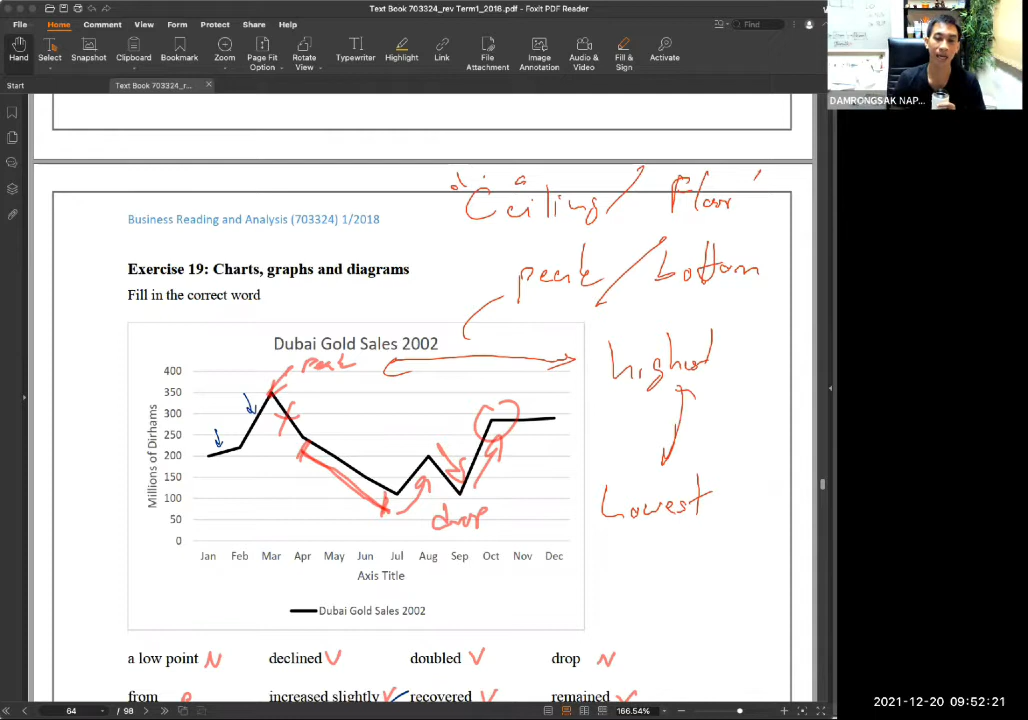 Text Book 703324_rev Term1_2018.pdf - Foxit PDF Reader
File Home Comment View Form Protect Share Help Find
Hand Select Snapshot Clipboard Bookmark Zoom Page Fit Option Rotate View Typewriter Highlight Link File Attachment Image Annotation Audio & Video Fill & Sign Activate
Start Text Book 703324_r... ×
DAMRONGSAK NAP...
Ceiling / Floor
Business Reading and Analysis (703324) 1/2018
peak / bottom
Exercise 19: Charts, graphs and diagrams
Fill in the correct word
Dubai Gold Sales 2002
peak
highest
400
350
300
250
200
150
100
50
0
Millions of Dirhams
drop
Lowest
Jan Feb Mar Apr May Jun Jul Aug Sep Oct Nov Dec
Axis Title
Dubai Gold Sales 2002
a low point N declined V doubled V drop N
from P increased slightly V recovered V remained V
64 / 98 166.54%
2021-12-20 09:52:21